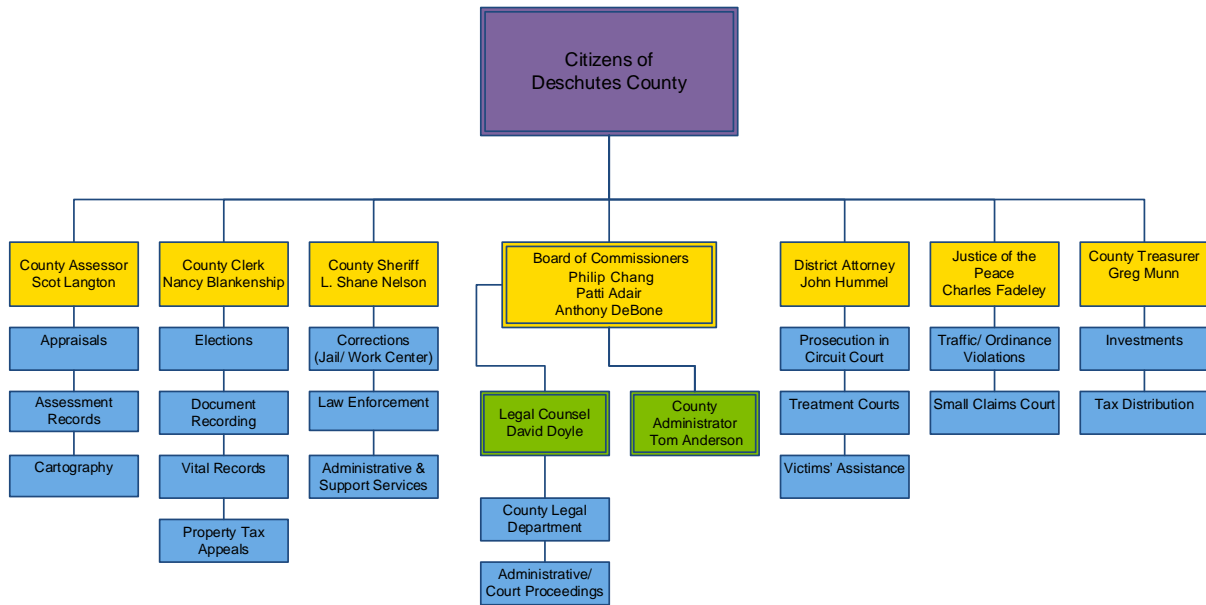 Citizens of
Deschutes County
County Assessor
Scot Langton
County Clerk
Nancy Blankenship
County Sheriff
L. Shane Nelson
Board of Commissioners
Philip Chang
Patti Adair
Anthony DeBone
District Attorney
John Hummel
Justice of the
Peace
Charles Fadeley
County Treasurer
Greg Munn
Appraisals
Assessment
Records
Cartography
Elections
Document
Recording
Vital Records
Property Tax
Appeals
Corrections
(Jail/ Work Center)
Law Enforcement
Administrative &
Support Services
Legal Counsel
David Doyle
County Legal
Department
Administrative/
Court Proceedings
County
Administrator
Tom Anderson
Prosecution in
Circuit Court
Treatment Courts
Victims' Assistance
Traffic/ Ordinance
Violations
Small Claims Court
Investments
Tax Distribution